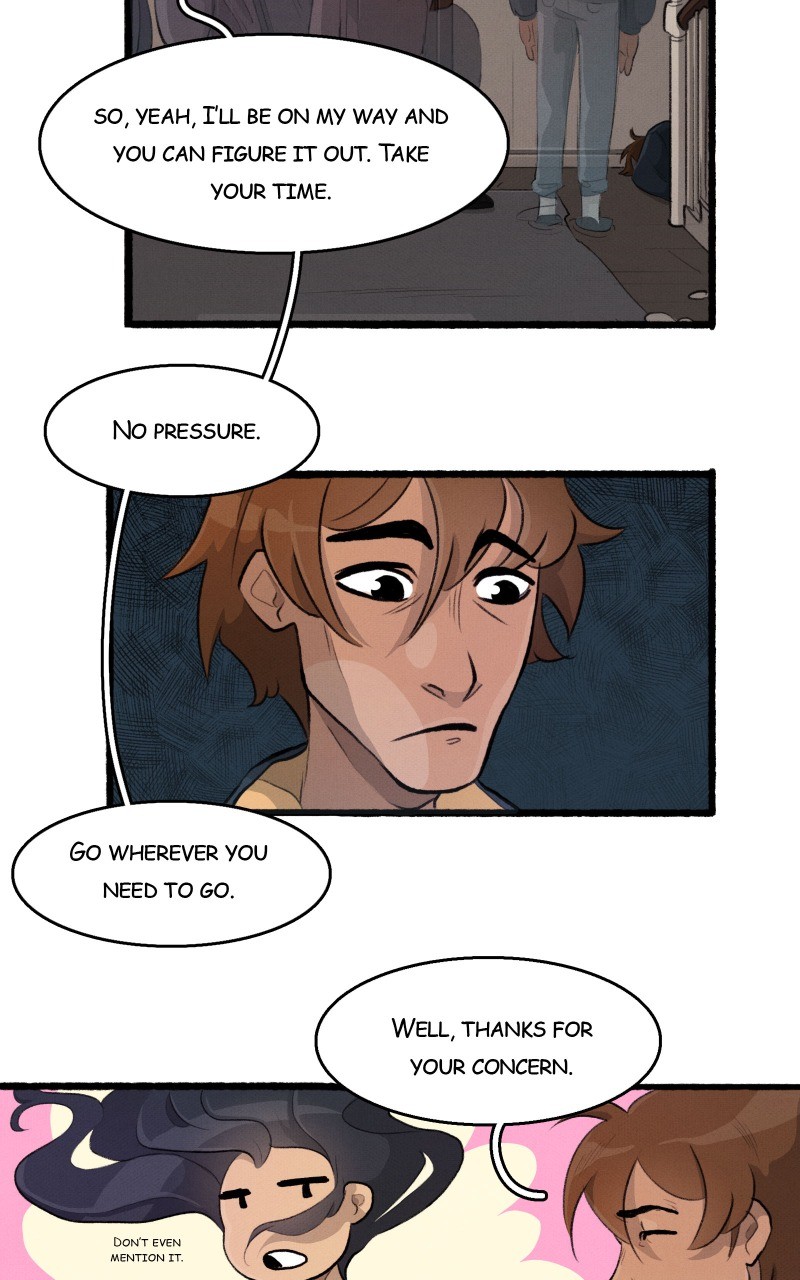 SO, YEAH, I'LL BE ON MY WAY AND
YOU CAN FIGURE IT OUT. TAKE
YOUR TIME.
NO PRESSURE.
GO WHEREVER YOU
NEED TO GO.
WELL, THANKS FOR
YOUR CONCERN.
DON'T EVEN
MENTION IT.